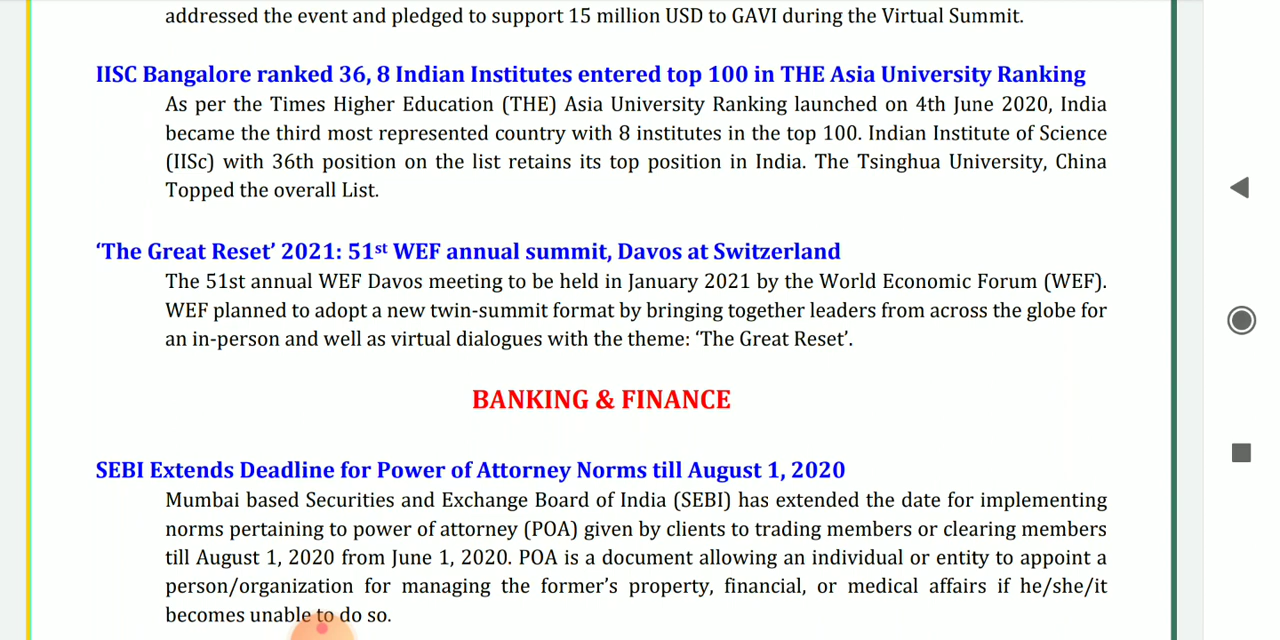 addressed the event and pledged to support 15 million USD to GAVI during the Virtual Summit.
IISC Bangalore ranked 36, 8 Indian Institutes entered top 100 in THE Asia University Ranking
As per the Times Higher Education (THE) Asia University Ranking launched on 4th June 2020, India
became the third most represented country with 8 institutes in the top 100. Indian Institute of Science
(IISc) with 36th position on the list retains its top position in India. The Tsinghua University, China
Topped the overall List.
‘The Great Reset’ 2021: 51st WEF annual summit, Davos at Switzerland
The 51st annual WEF Davos meeting to be held in January 2021 by the World Economic Forum (WEF).
WEF planned to adopt a new twin-summit format by bringing together leaders from across the globe for
an in-person and well as virtual dialogues with the theme: ‘The Great Reset’.
BANKING & FINANCE
SEBI Extends Deadline for Power of Attorney Norms till August 1, 2020
Mumbai based Securities and Exchange Board of India (SEBI) has extended the date for implementing
norms pertaining to power of attorney (POA) given by clients to trading members or clearing members
till August 1, 2020 from June 1, 2020. POA is a document allowing an individual or entity to appoint a
person/organization for managing the former’s property, financial, or medical affairs if he/she/it
becomes unable to do so.